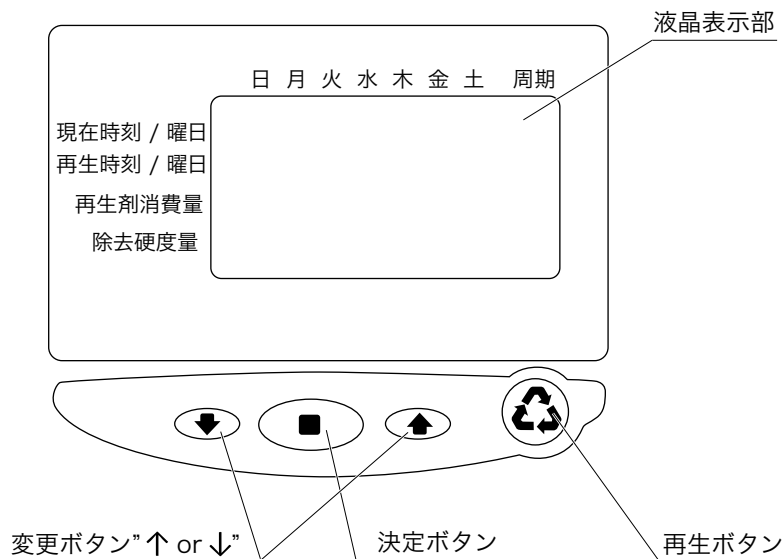 液晶表示部
日 月 火 水 木 金 土 周期
現在時刻 / 曜日
再生時刻 / 曜日
再生剤消費量
除去硬度量
変更ボタン”↑ or ↓”
決定ボタン
再生ボタン